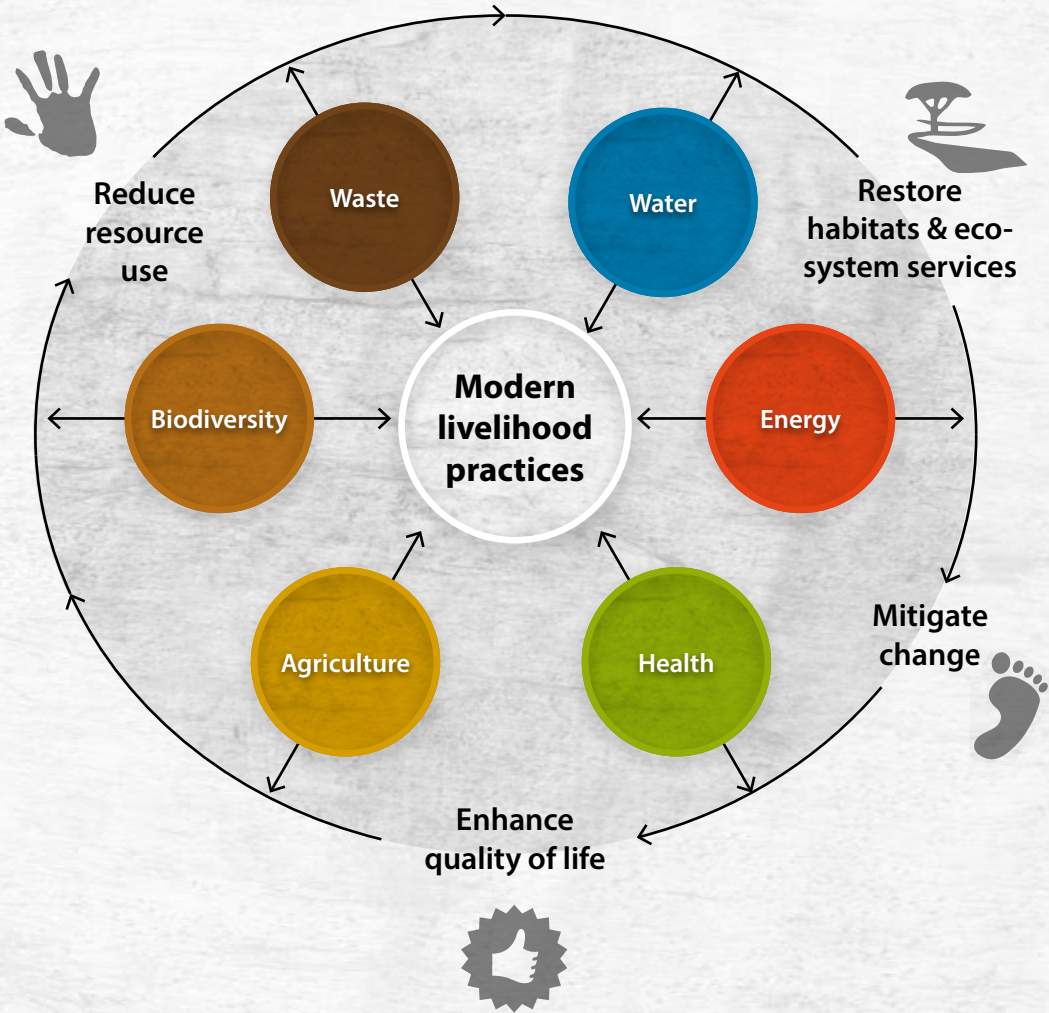 Waste
Water
Reduce
resource
use
Restore
habitats & eco-
system services
Biodiversity
Modern
livelihood
practices
Energy
Agriculture
Health
Mitigate
change
Enhance
quality of life